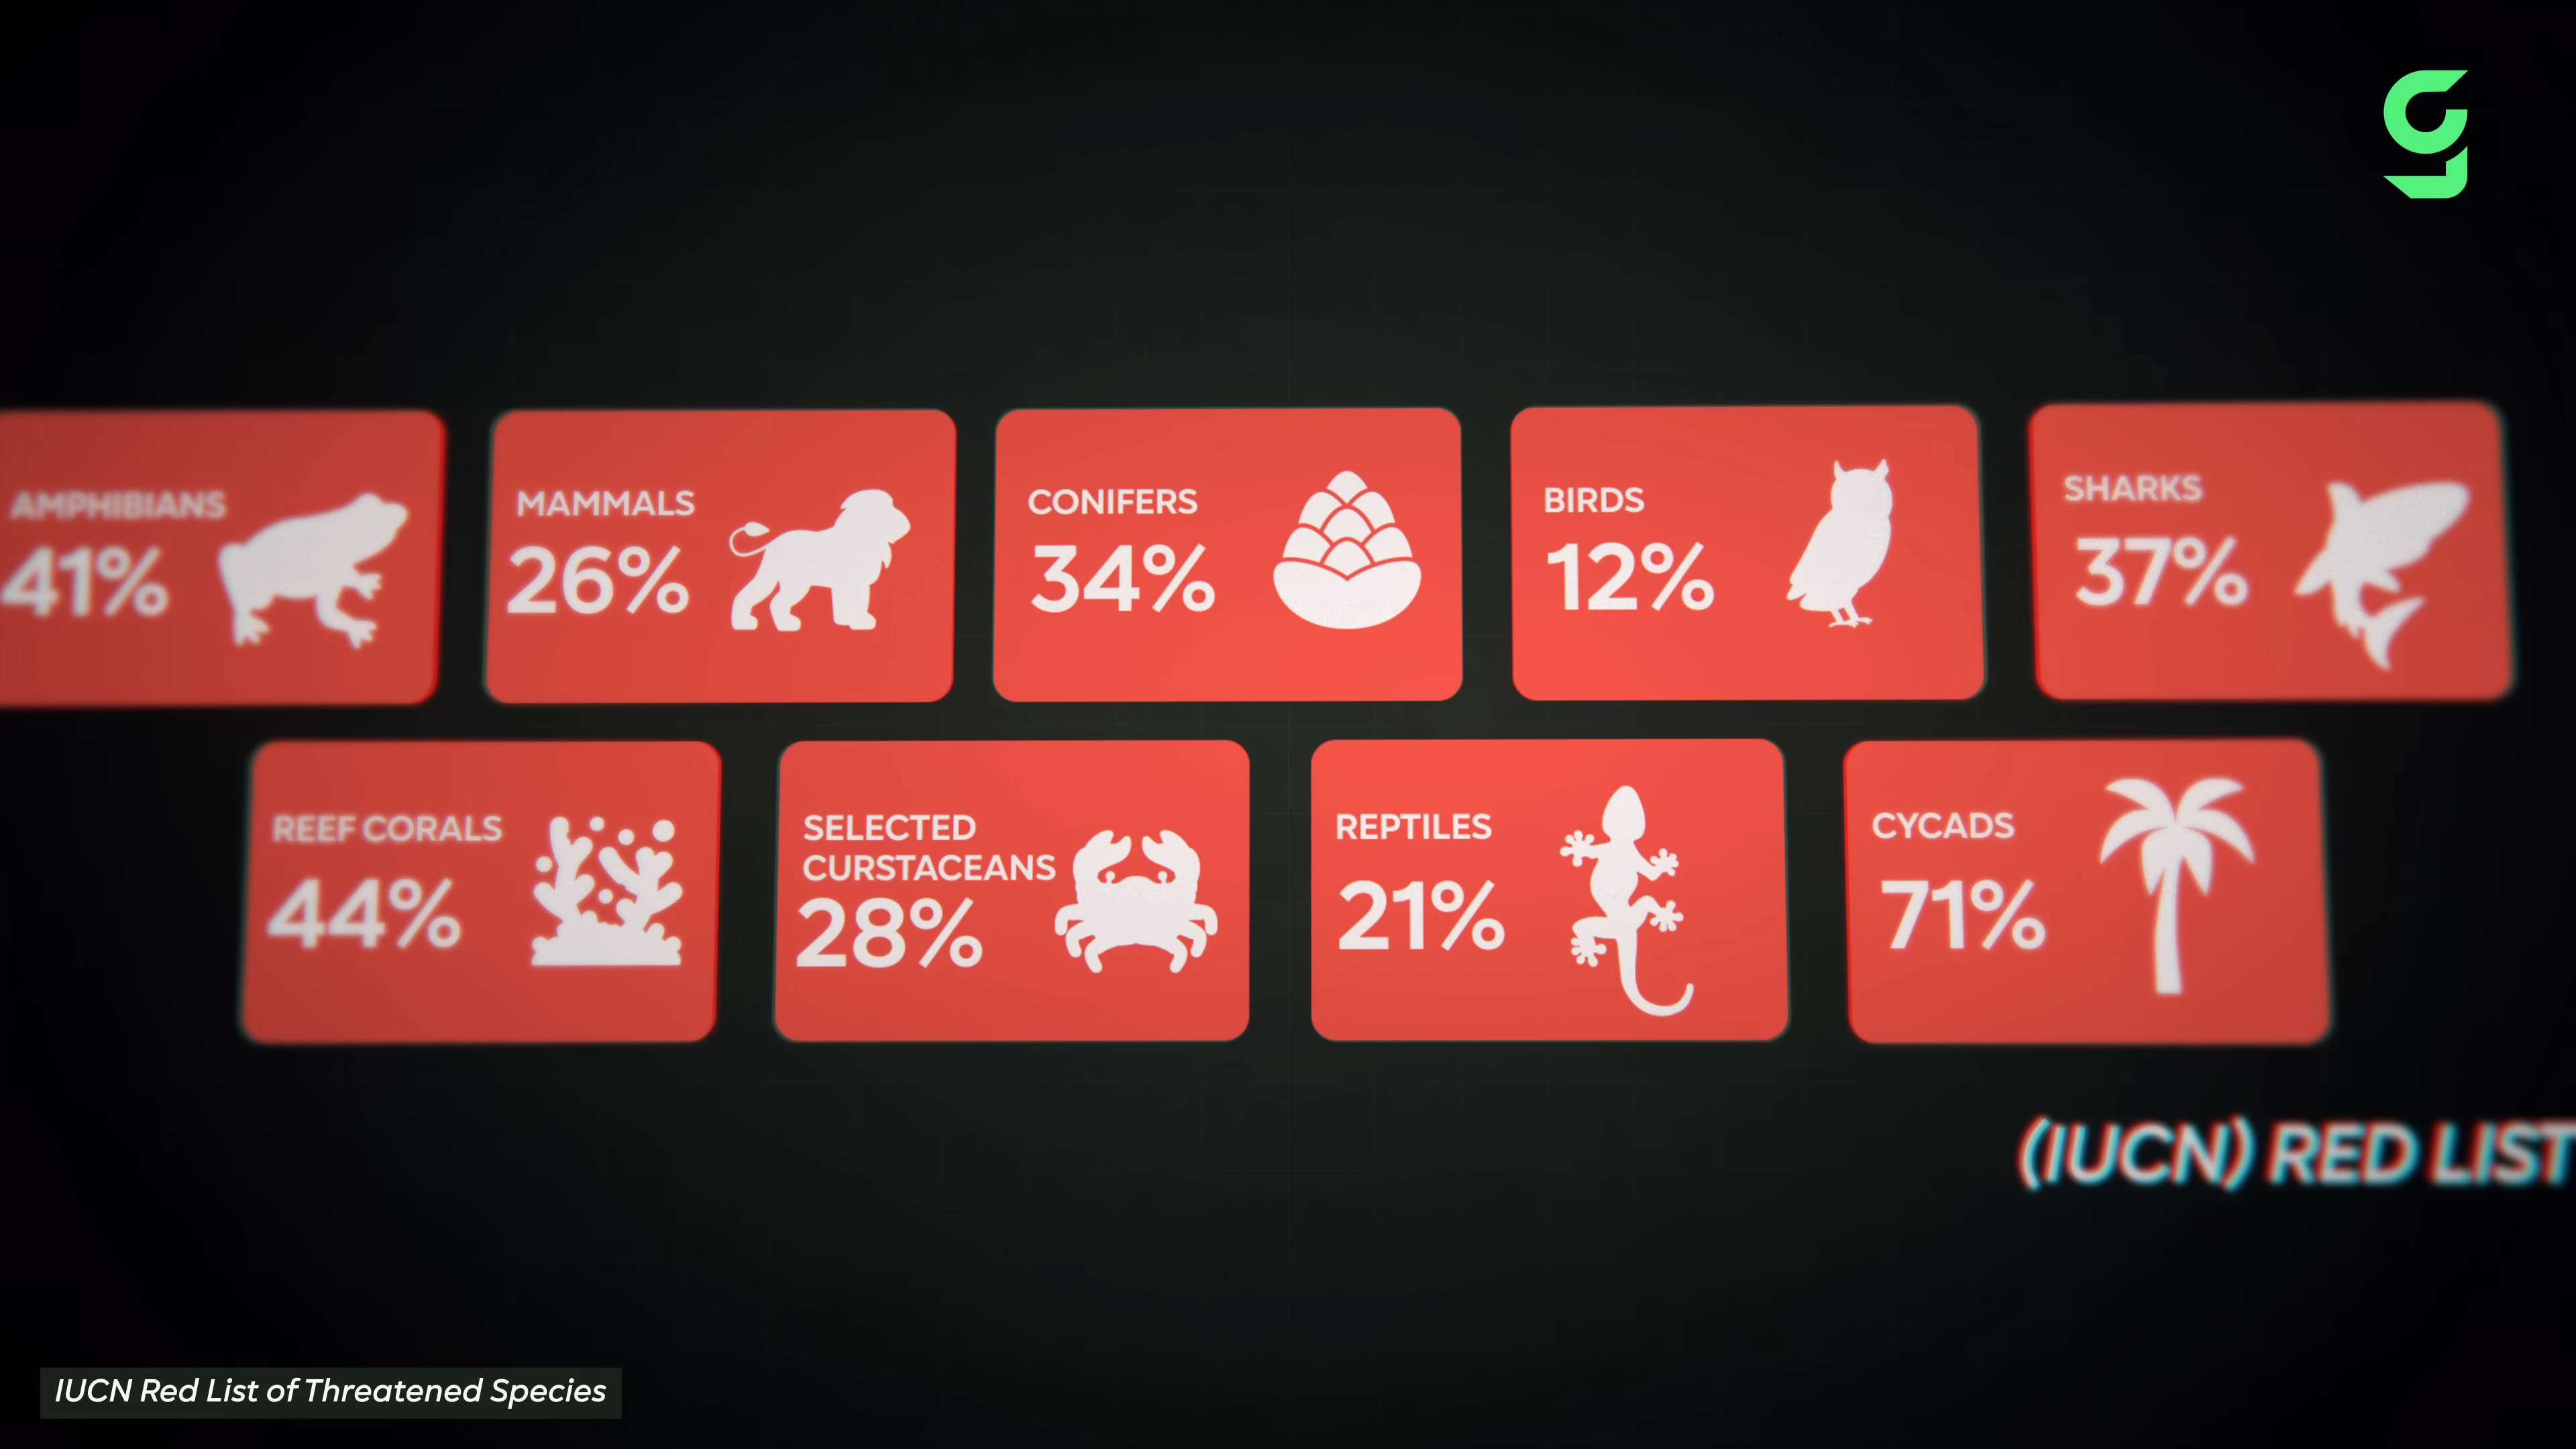 AMPHIBIANS
41%
MAMMALS
26%
CONIFERS
34%
BIRDS
12%
SHARKS
37%
REEF CORALS
44%
SELECTED
CURSTACEANS
28%
REPTILES
21%
CYCADS
71%
(IUCN) RED LIST
IUCN Red List of Threatened Species